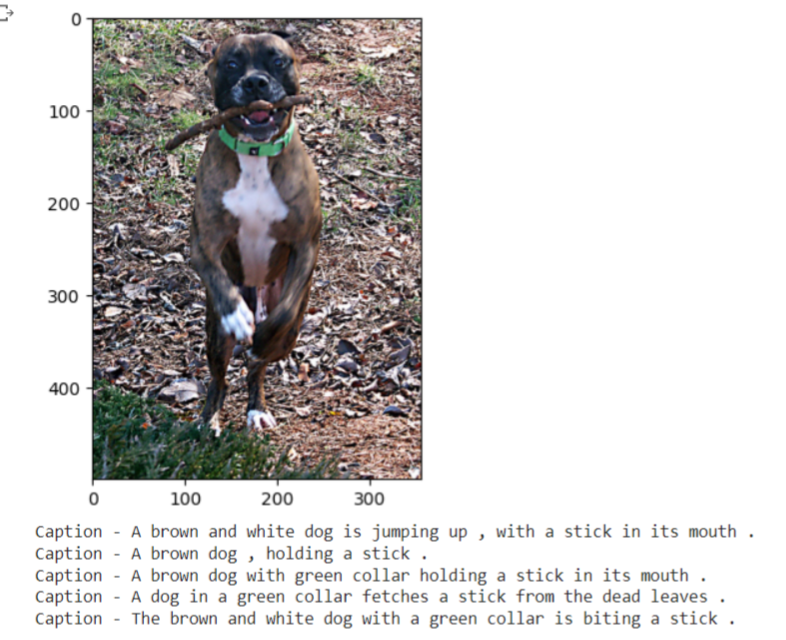 0
100
200
300
400
0 100 200 300
Caption - A brown and white dog is jumping up , with a stick in its mouth .
Caption - A brown dog , holding a stick .
Caption - A brown dog with green collar holding a stick in its mouth .
Caption - A dog in a green collar fetches a stick from the dead leaves .
Caption - The brown and white dog with a green collar is biting a stick .